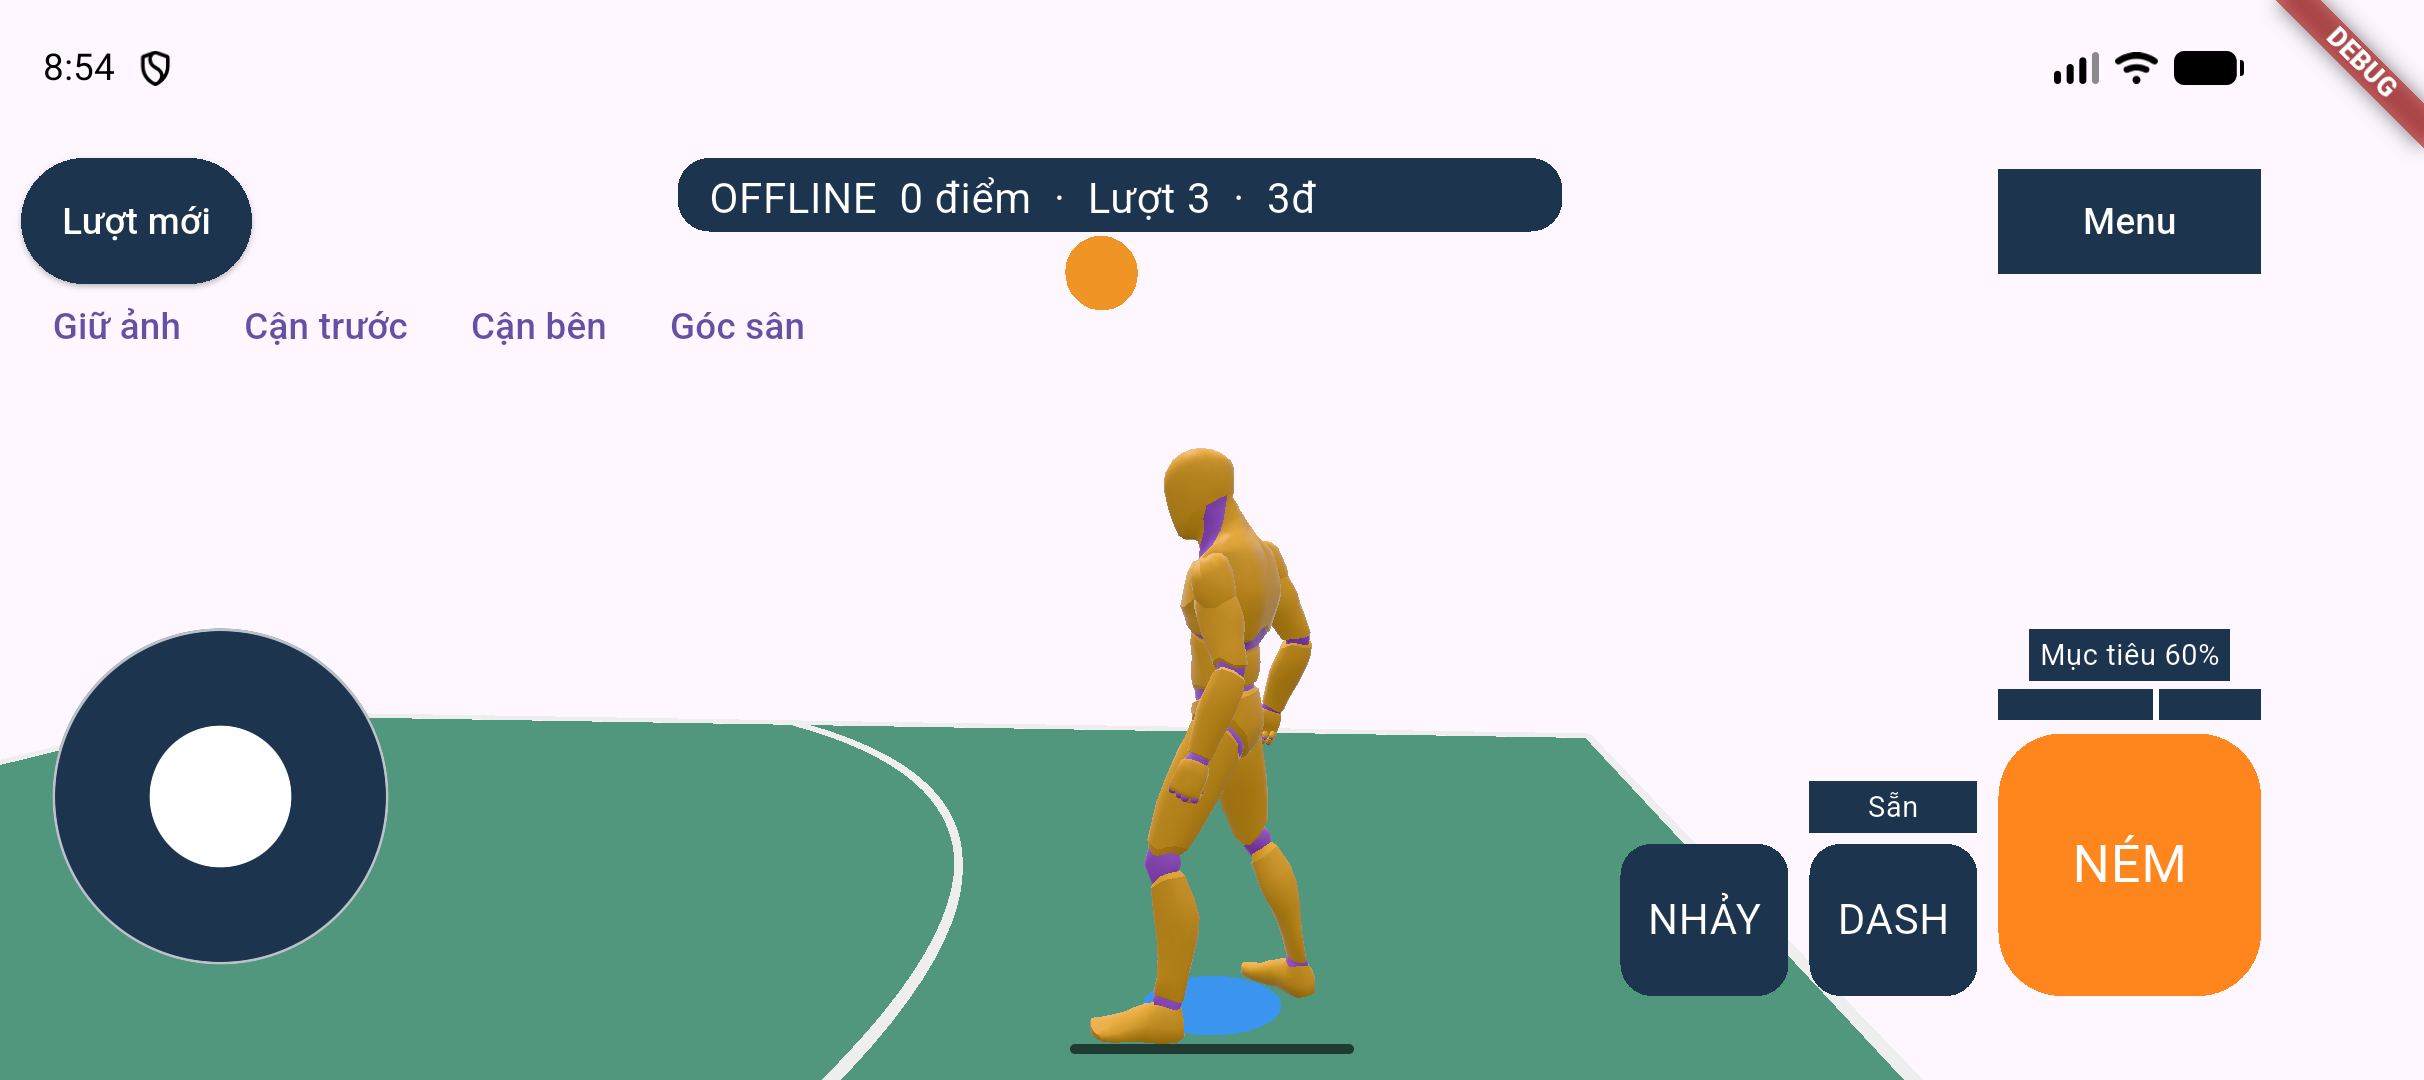 8:54
DEBUG
Lượt mới
OFFLINE 0 điểm · Lượt 3 · 3đ
Menu
Giữ ảnh Cận trước Cận bên Góc sân
Mục tiêu 60%
Sẵn
NHẢY
DASH
NÉM